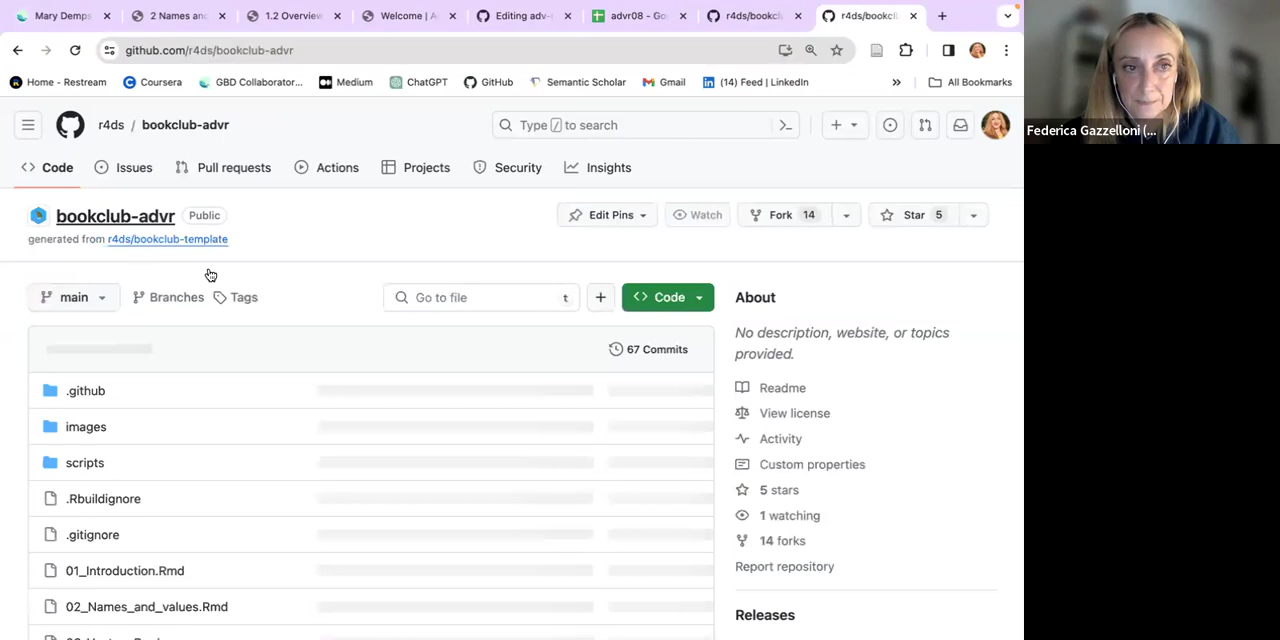 Mary Demps
2 Names and
1.2 Overview
Welcome | A
Editing adv-
advr08 - Go
r4ds/bookcl
r4ds/bookcl
github.com/r4ds/bookclub-advr
Home - Restream
Coursera
GBD Collaborator...
Medium
ChatGPT
GitHub
Semantic Scholar
Gmail
(14) Feed | LinkedIn
»
All Bookmarks
r4ds / bookclub-advr
Type / to search
Code
Issues
Pull requests
Actions
Projects
Security
Insights
bookclub-advr Public
generated from r4ds/bookclub-template
Edit Pins
Watch
Fork 14
Star 5
main
Branches
Tags
Go to file t
Code
67 Commits
.github
images
scripts
.Rbuildignore
.gitignore
01_Introduction.Rmd
02_Names_and_values.Rmd
About
No description, website, or topics
provided.
Readme
View license
Activity
Custom properties
5 stars
1 watching
14 forks
Report repository
Releases
Federica Gazzelloni (...